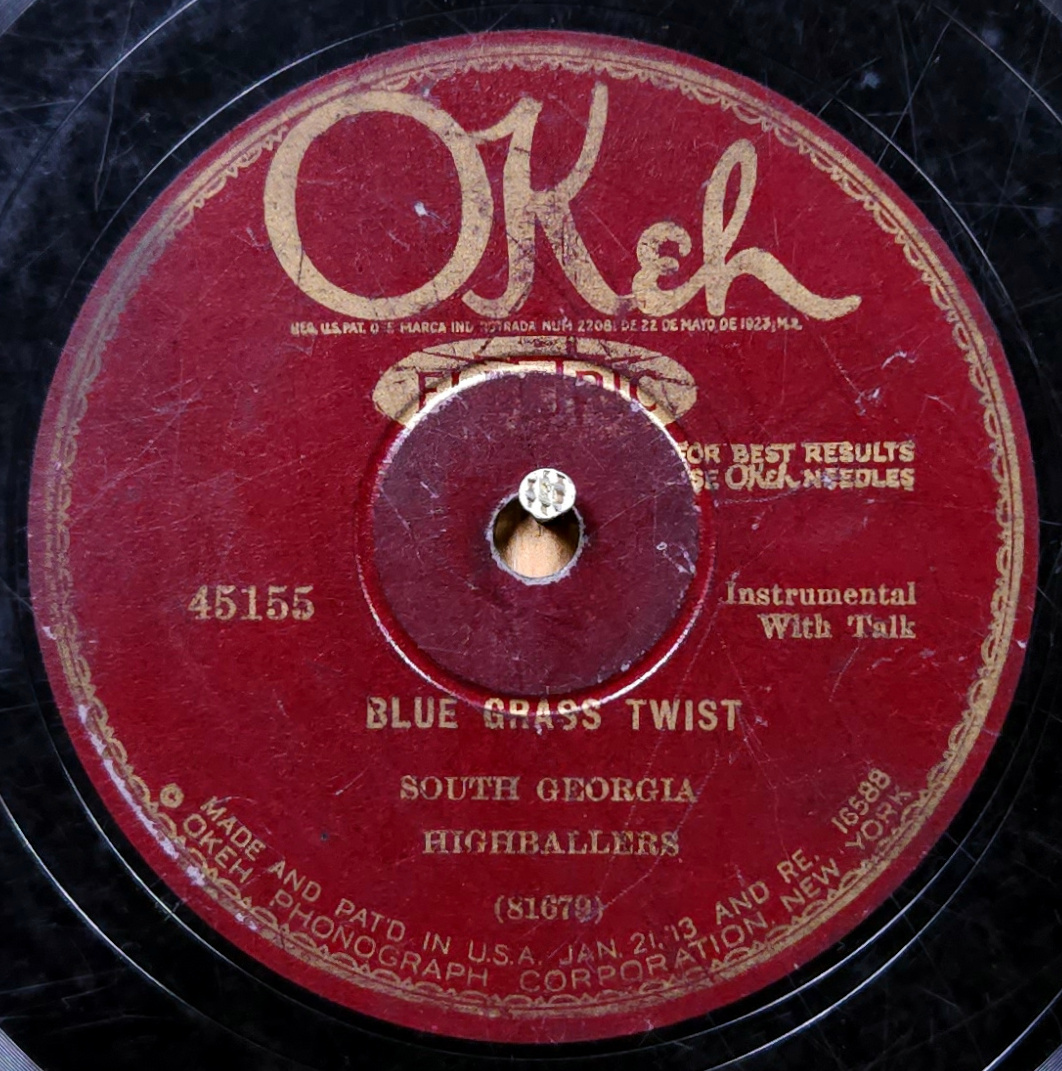 OKeh
REG. U.S. PAT. MARCA IND NUM 22081 DE 22 DE MAYO DE 1923; M.R.
FOR BEST RESULTS
OKeh NEEDLES
45155
Instrumental
With Talk
BLUE GRASS TWIST
SOUTH GEORGIA
HIGHBALLERS
(81679)
MADE AND PAT'D IN U.S.A. JAN. 21, '13 AND RE. 16588
© OKEH PHONOGRAPH CORPORATION, NEW YORK